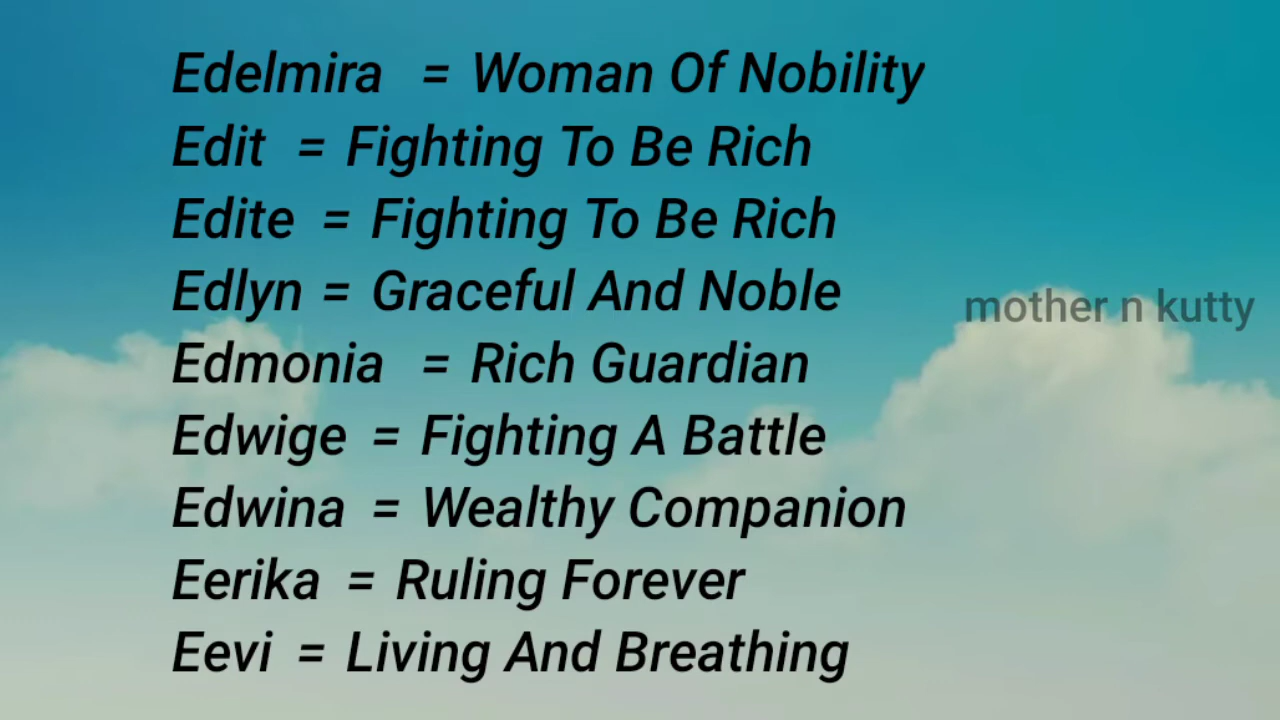 Edelmira = Woman Of Nobility
Edit = Fighting To Be Rich
Edite = Fighting To Be Rich
Edlyn = Graceful And Noble
mother n kutty
Edmonia = Rich Guardian
Edwige = Fighting A Battle
Edwina = Wealthy Companion
Eerika = Ruling Forever
Eevi = Living And Breathing